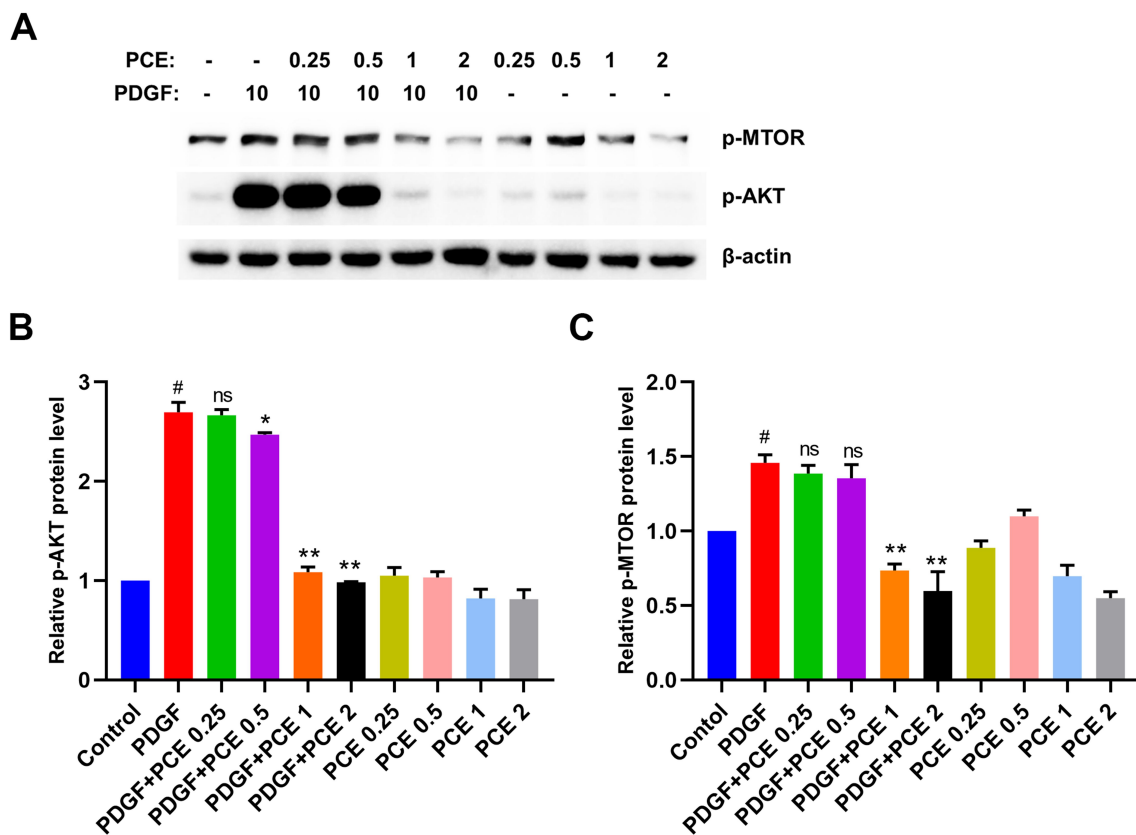 A
PCE: - - 0.25 0.5 1 2 0.25 0.5 1 2
PDGF: - 10 10 10 10 10 - - - -
p-MTOR
p-AKT
β-actin
B
Relative p-AKT protein level
3
2
1
0
#
ns
*
**
**
Control
PDGF
PDGF+PCE 0.25
PDGF+PCE 0.5
PDGF+PCE 1
PDGF+PCE 2
PCE 0.25
PCE 0.5
PCE 1
PCE 2
C
Relative p-MTOR protein level
2.0
1.5
1.0
0.5
0.0
#
ns
ns
**
**
Contol
PDGF
PDGF+PCE 0.25
PDGF+PCE 0.5
PDGF+PCE 1
PDGF+PCE 2
PCE 0.25
PCE 0.5
PCE 1
PCE 2